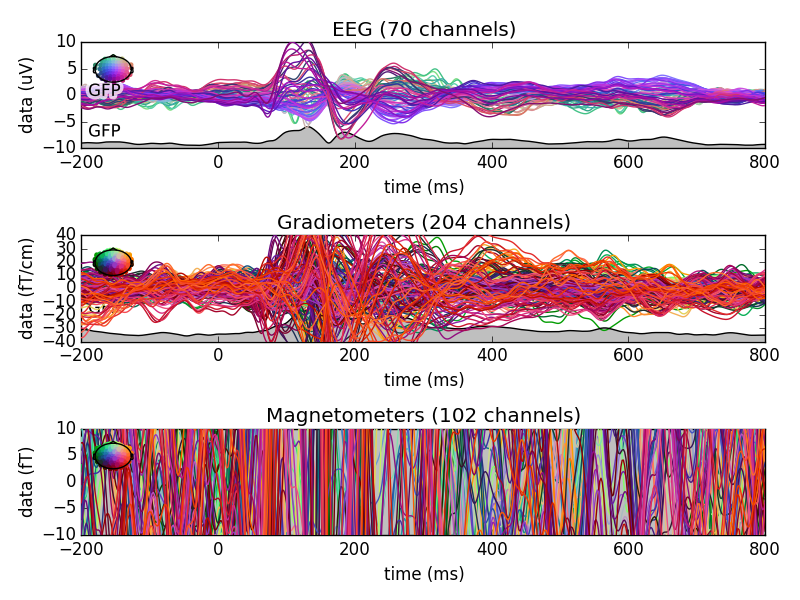 EEG (70 channels)
data (uV)
10
5
0
−5
−10
GFP
GFP
−200 0 200 400 600 800
time (ms)
Gradiometers (204 channels)
data (fT/cm)
40
30
20
10
0
−10
−20
−30
−40
−200 0 200 400 600 800
time (ms)
Magnetometers (102 channels)
data (fT)
10
5
0
−5
−10
−200 0 200 400 600 800
time (ms)